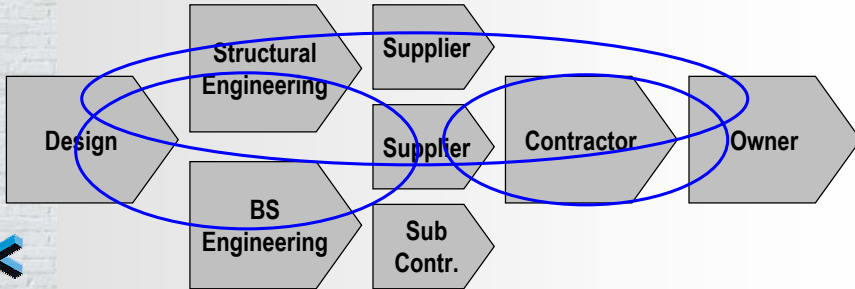 Structural
Engineering
Supplier
Design
Supplier
Contractor
Owner
BS
Engineering
Sub
Contr.